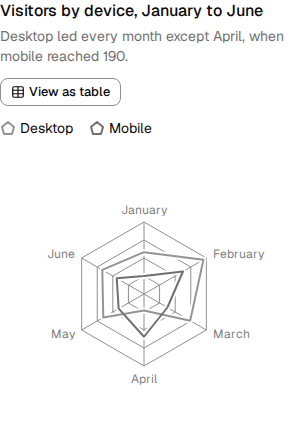 Visitors by device, January to June
Desktop led every month except April, when
mobile reached 190.
View as table
Desktop
Mobile
January
June
February
May
March
April